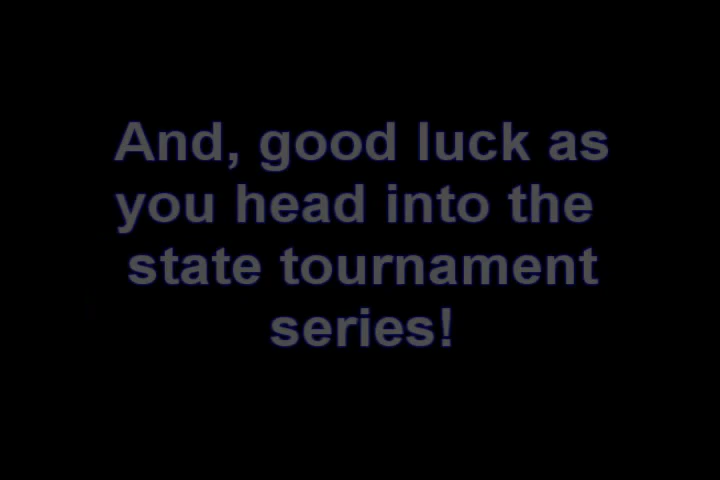 And, good luck as
you head into the
state tournament
series!